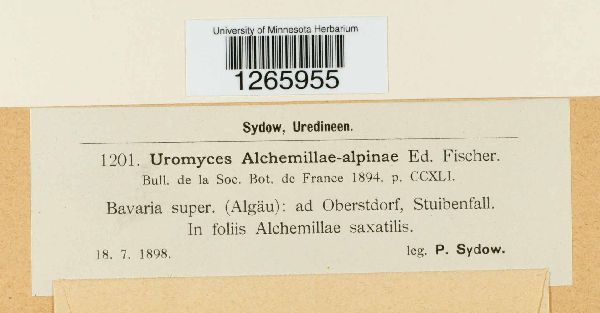 University of Minnesota Herbarium
1265955
Sydow, Uredineen.
1201. Uromyces Alchemillae-alpinae Ed. Fischer.
Bull. de la Soc. Bot. de France 1894. p. CCXLI.
Bavaria super. (Algäu): ad Oberstdorf, Stuibenfall.
In foliis Alchemillae saxatilis.
18. 7. 1898. leg. P. Sydow.